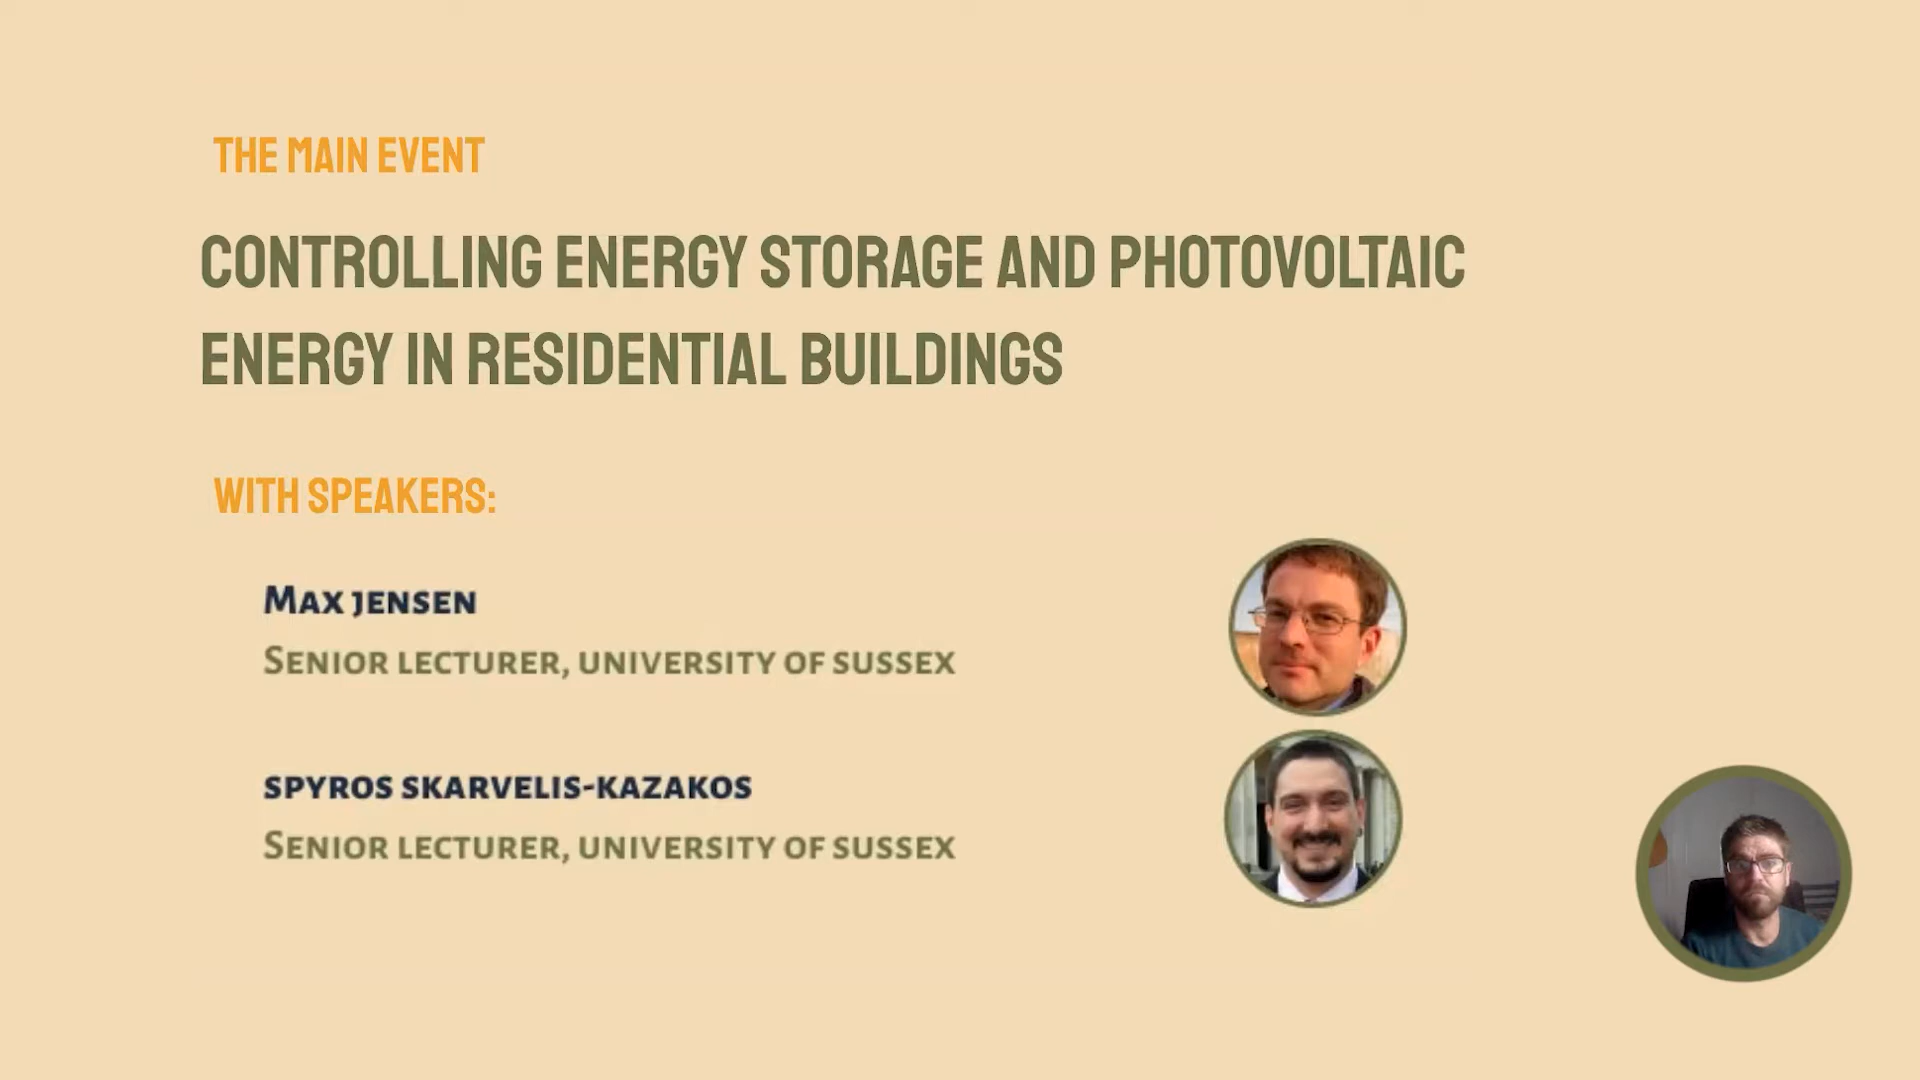 THE MAIN EVENT
CONTROLLING ENERGY STORAGE AND PHOTOVOLTAIC
ENERGY IN RESIDENTIAL BUILDINGS
WITH SPEAKERS:
MAX JENSEN
SENIOR LECTURER, UNIVERSITY OF SUSSEX
SPYROS SKARVELIS-KAZAKOS
SENIOR LECTURER, UNIVERSITY OF SUSSEX